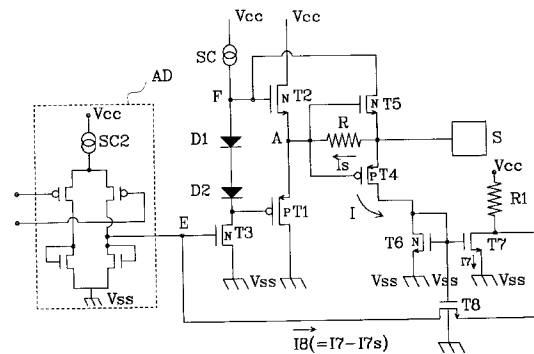 Vcc
Vcc
AD
SC
F
N
T2
N
T5
Vcc
SC2
D1
A
R
S
Is
D2
P
T4
Vcc
P
T1
I
R1
E
N
T3
N
T6
T7
I7
Vss
Vss
Vss
Vss
Vss
T8
I8(=I7-I7s)